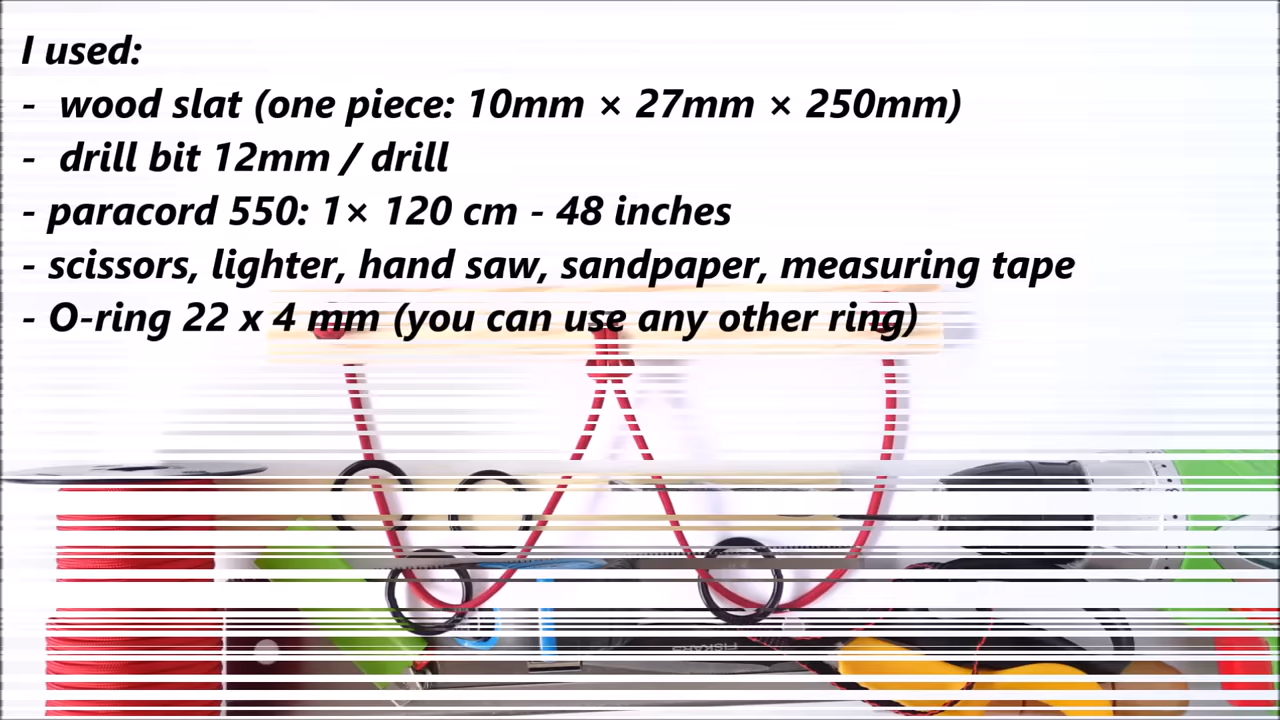 I used:
- wood slat (one piece: 10mm × 27mm × 250mm)
- drill bit 12mm / drill
- paracord 550: 1× 120 cm - 48 inches
- scissors, lighter, hand saw, sandpaper, measuring tape
- O-ring 22 x 4 mm (you can use any other ring)
FISKARS